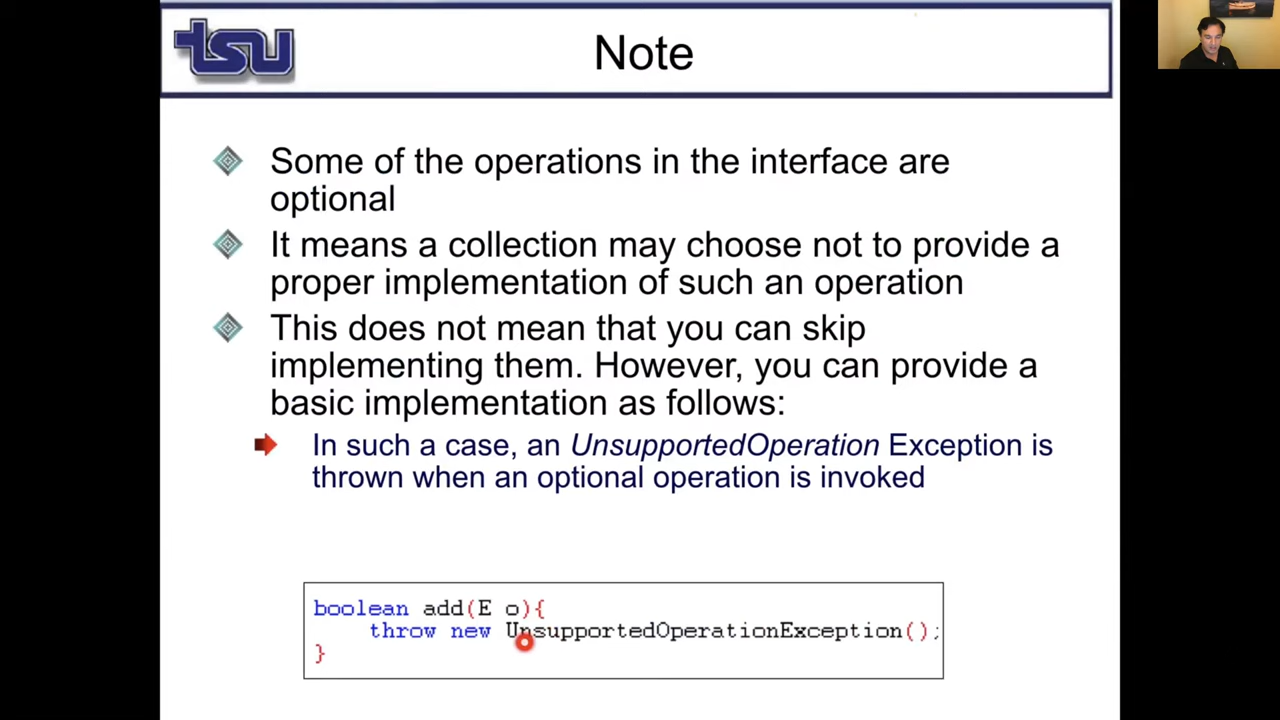 tsu
Note
Some of the operations in the interface are
optional
It means a collection may choose not to provide a
proper implementation of such an operation
This does not mean that you can skip
implementing them. However, you can provide a
basic implementation as follows:
In such a case, an UnsupportedOperation Exception is
thrown when an optional operation is invoked
boolean add(E o){
throw new UnsupportedOperationException();
}